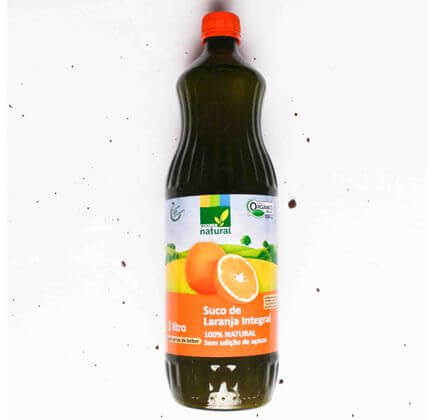 natural
ORGÂNICO
Suco de
Laranja Integral
100% NATURAL
Sem adição de açúcar
1 litro